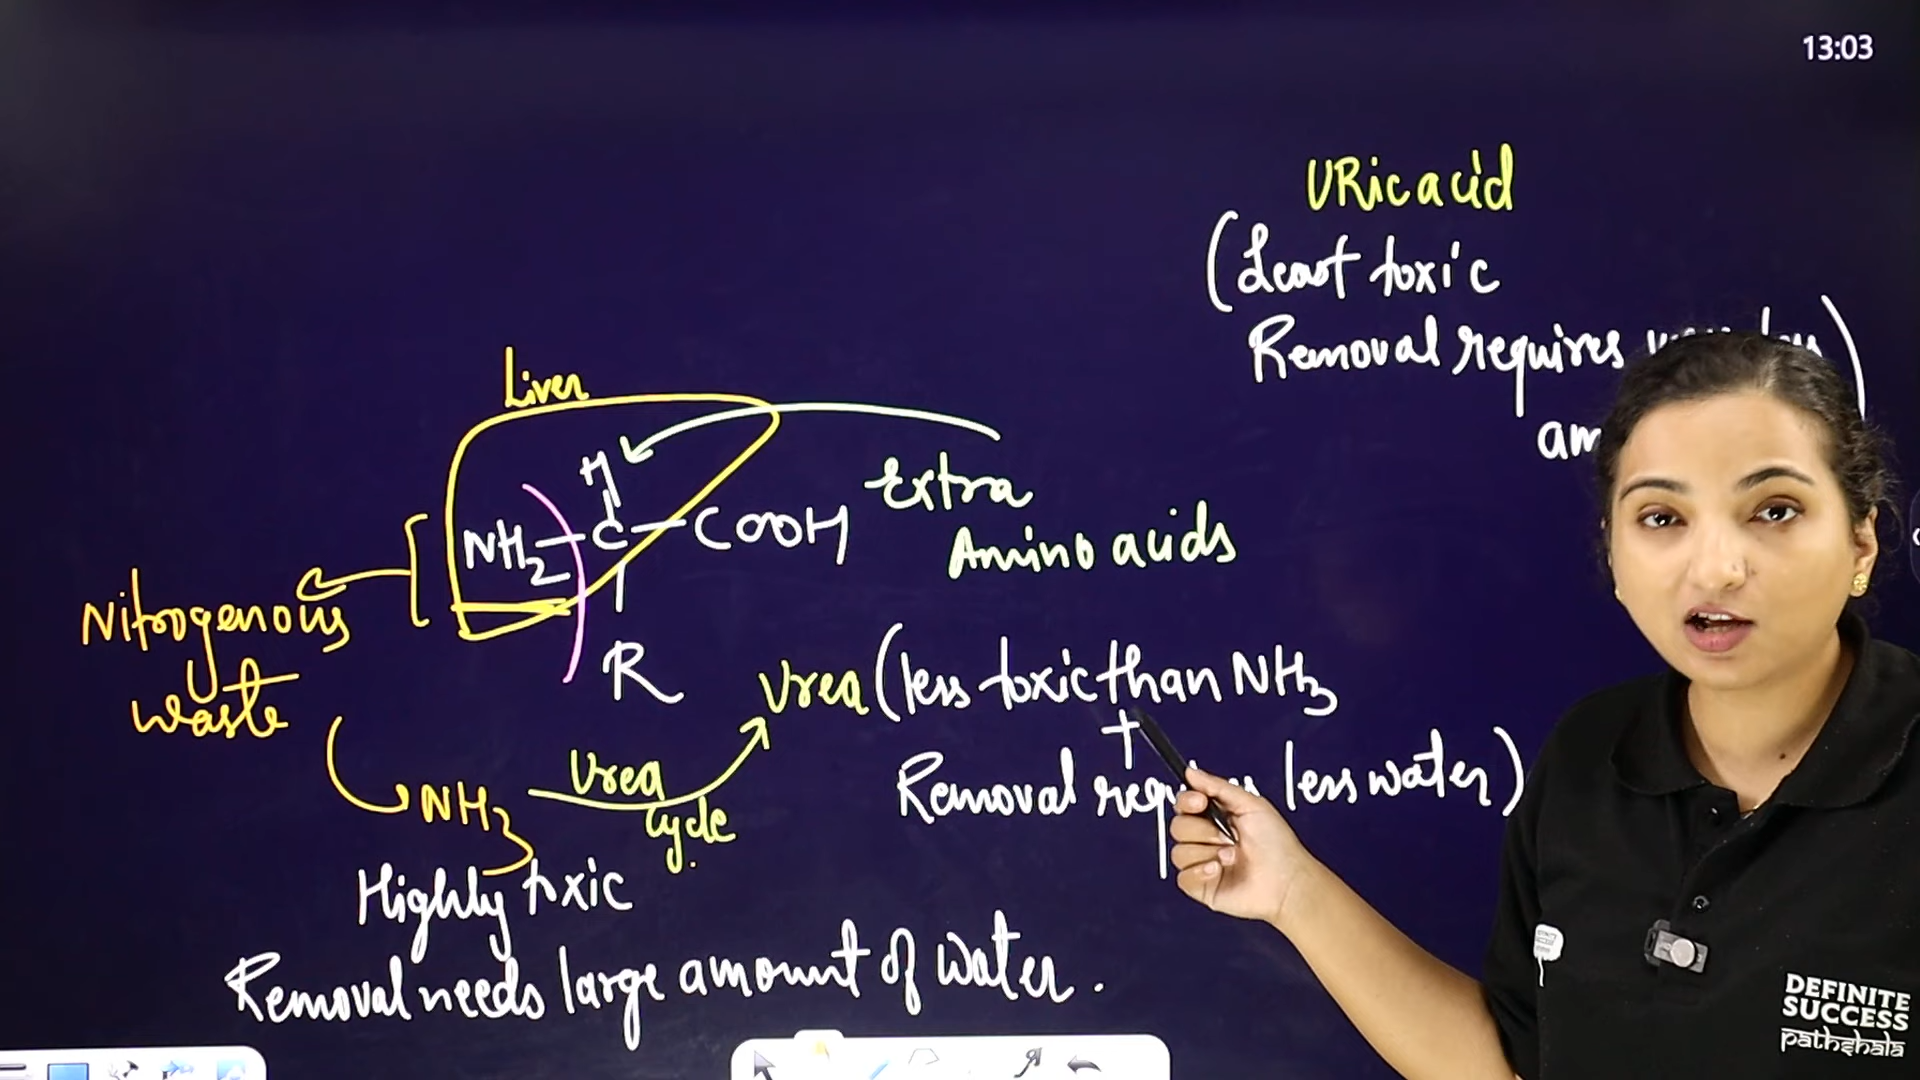 13:03
URic acid
(Least toxic
Removal requires
Liver
H
NH2 - C - COOH
R
Extra
Amino acids
Nitrogenous
waste
Urea (less toxic than NH3
+
Removal requires less water)
Urea
cycle
NH3
Highly toxic
Removal needs large amount of water.
DEFINITE
SUCCESS
pathshala